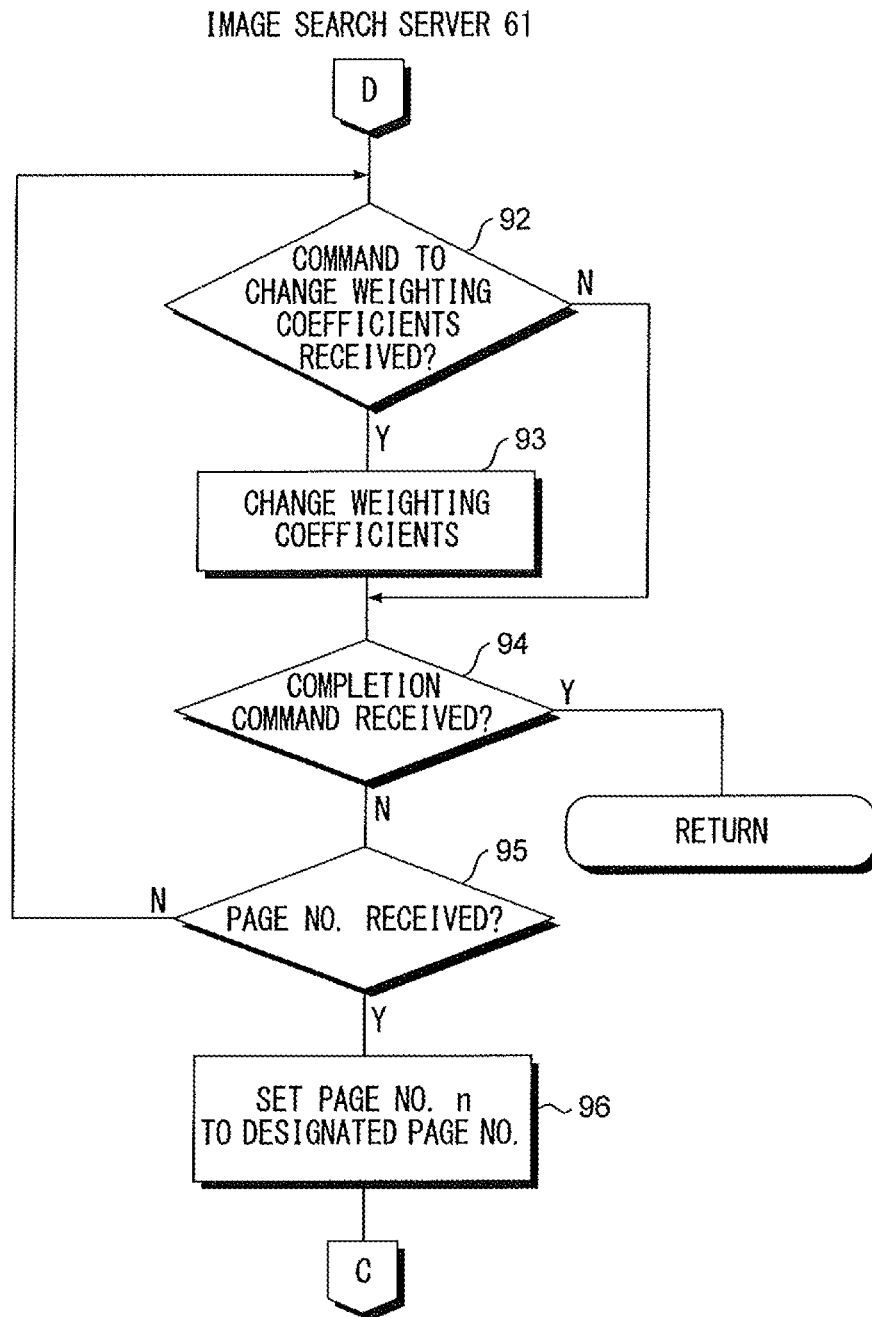 IMAGE SEARCH SERVER 61
D
92
COMMAND TO
CHANGE WEIGHTING
COEFFICIENTS
RECEIVED?
N
Y
93
CHANGE WEIGHTING
COEFFICIENTS
94
COMPLETION
COMMAND RECEIVED?
Y
N
RETURN
95
N
PAGE NO. RECEIVED?
Y
SET PAGE NO. n
TO DESIGNATED PAGE NO.
96
C